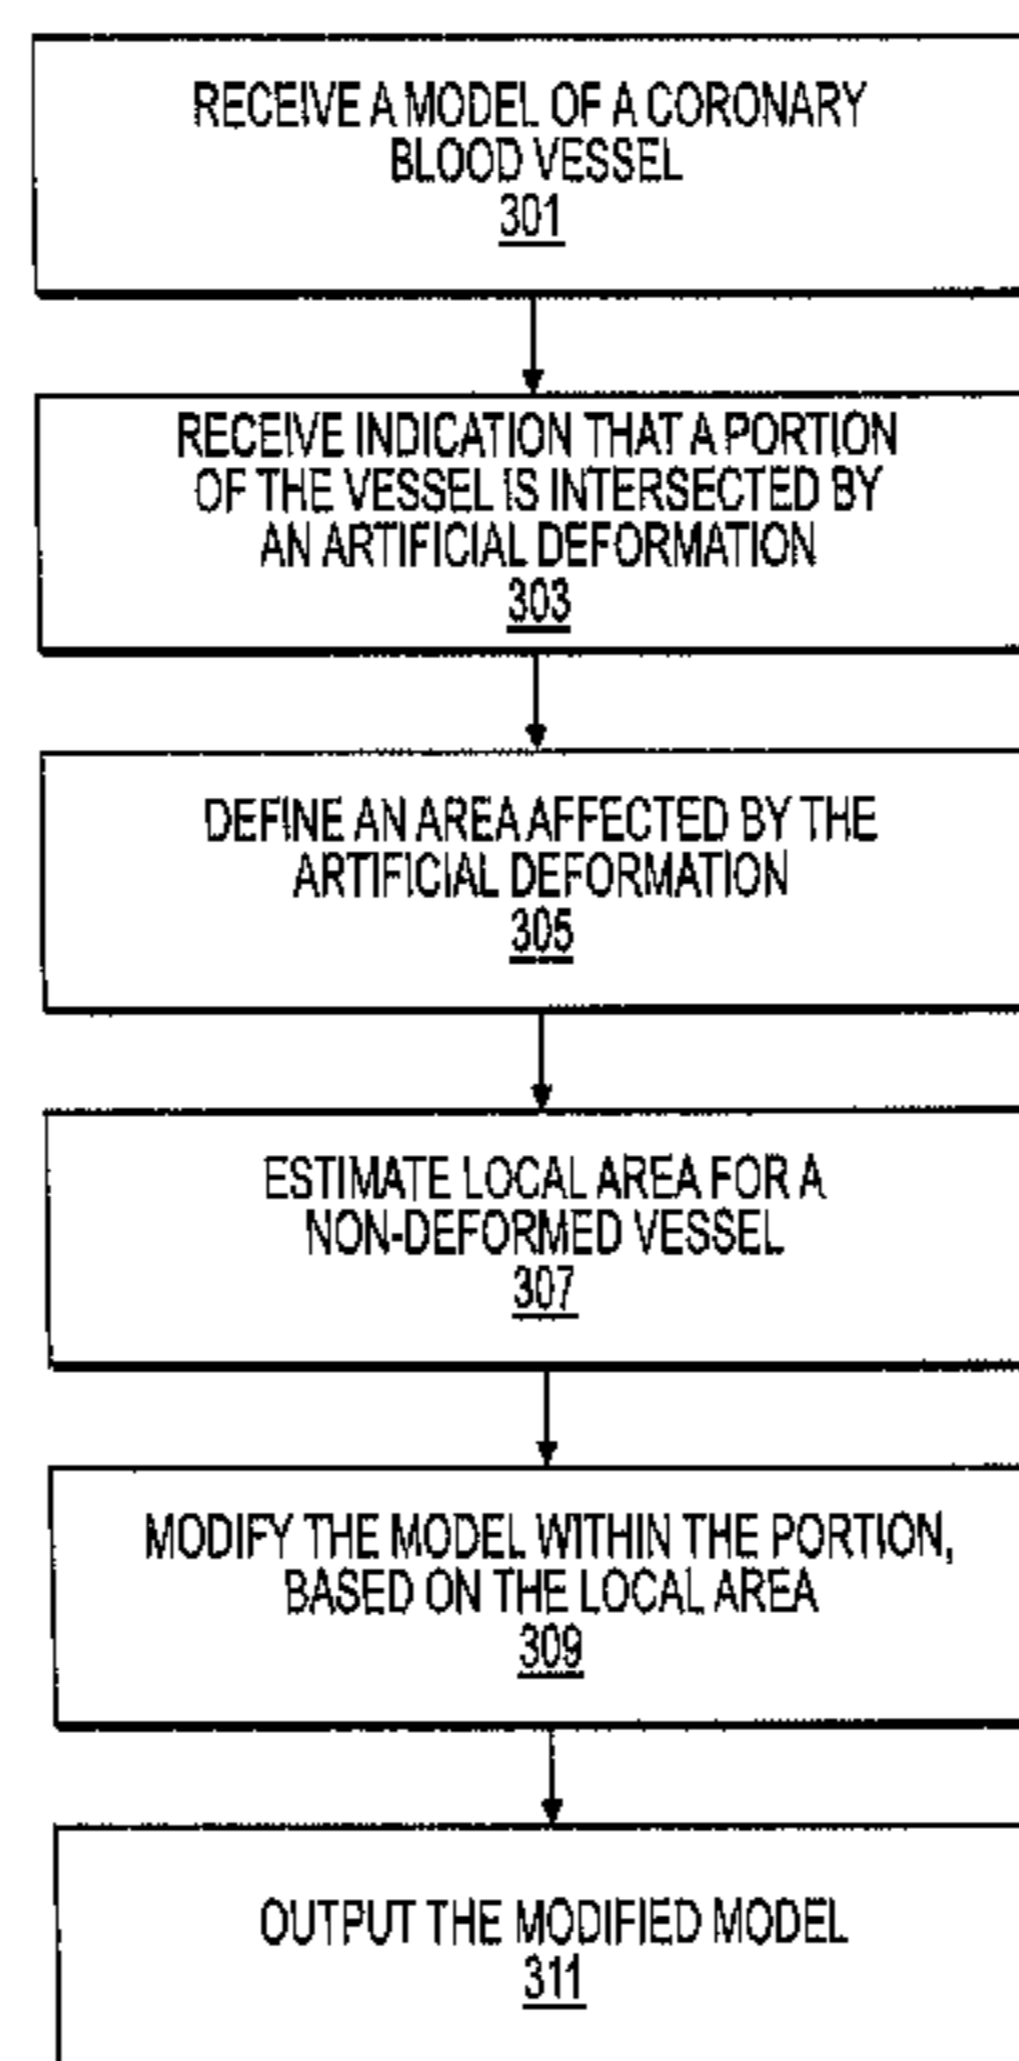 RECEIVE A MODEL OF A CORONARY
BLOOD VESSEL
301
RECEIVE INDICATION THAT A PORTION
OF THE VESSEL IS INTERSECTED BY
AN ARTIFICIAL DEFORMATION
303
DEFINE AN AREA AFFECTED BY THE
ARTIFICIAL DEFORMATION
305
ESTIMATE LOCAL AREA FOR A
NON-DEFORMED VESSEL
307
MODIFY THE MODEL WITHIN THE PORTION,
BASED ON THE LOCAL AREA
309
OUTPUT THE MODIFIED MODEL
311